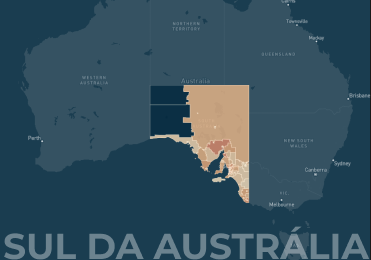 Cairns
Townsville
NORTHERN
TERRITORY
Mackay
QUEENSLAND
WESTERN
AUSTRALIA
Australia
Brisbane
Perth
NEW SOUTH
WALES
Sydney
Canberra
VIC
Melbourne
SUL DA AUSTRÁLIA